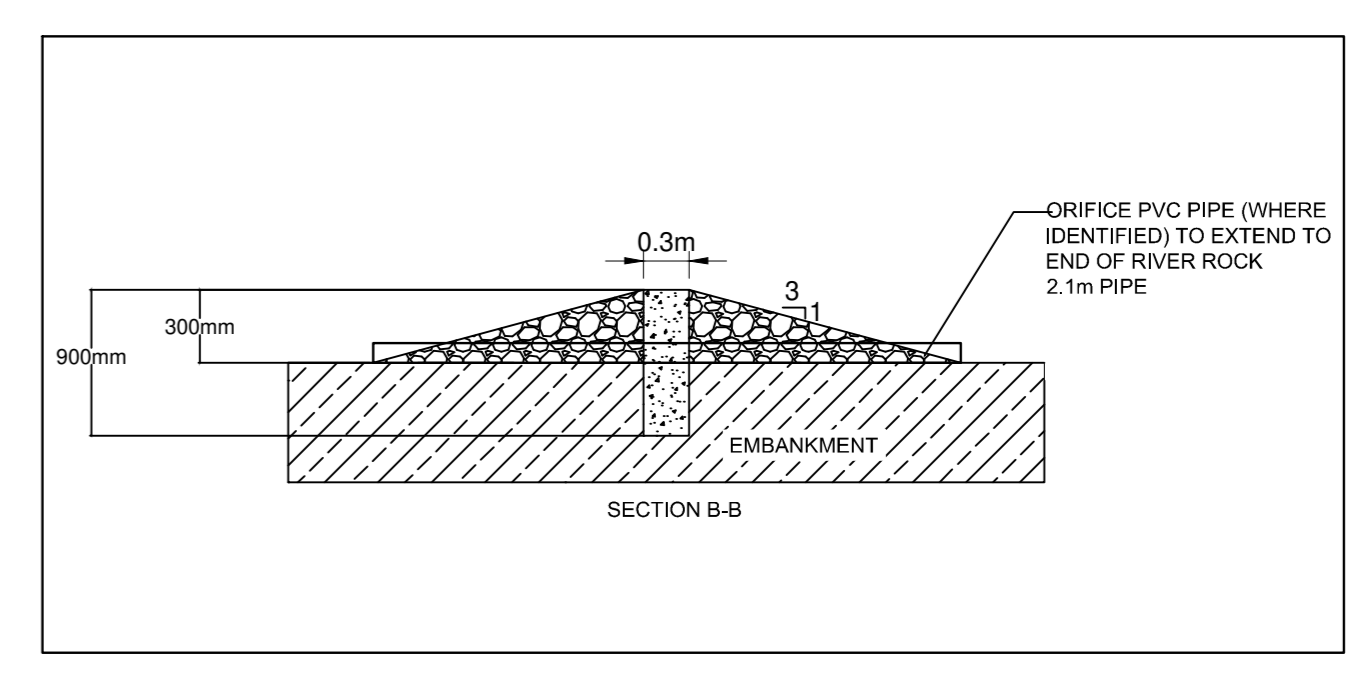 0.3m
ORIFICE PVC PIPE (WHERE
IDENTIFIED) TO EXTEND TO
END OF RIVER ROCK
2.1m PIPE
3
1
300mm
900mm
EMBANKMENT
SECTION B-B